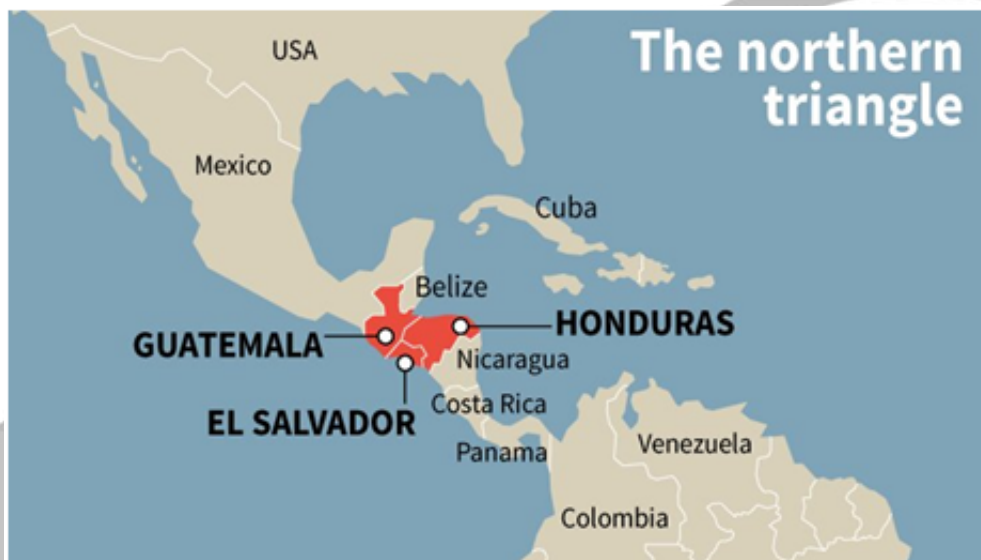 The northern
triangle
USA
Mexico
Cuba
Belize
GUATEMALA
HONDURAS
Nicaragua
EL SALVADOR
Costa Rica
Panama
Venezuela
Colombia